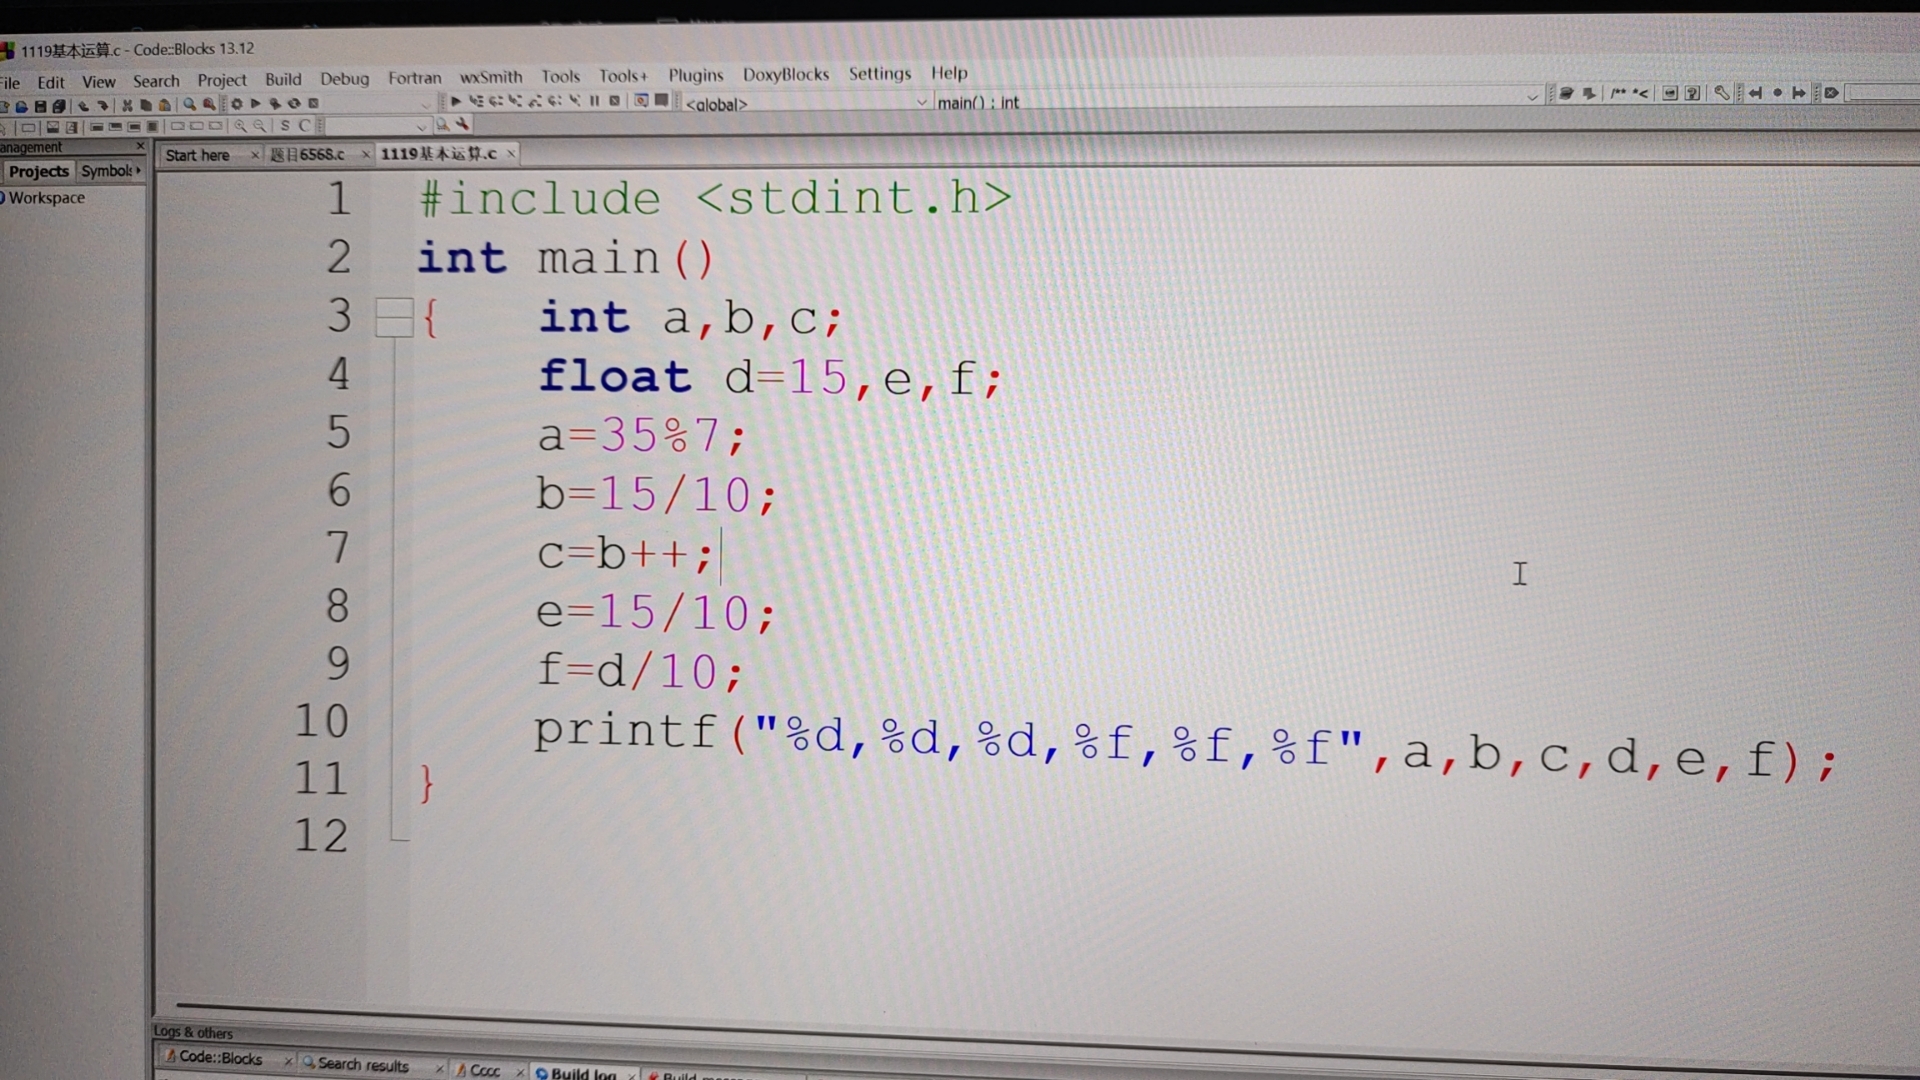 1119基本运算.c - Code::Blocks 13.12
File Edit View Search Project Build Debug Fortran wxSmith Tools Tools+ Plugins DoxyBlocks Settings Help
<global> main() : int
S C
anagement
Start here 题目6568.c 1119基本运算.c
Projects Symbols
Workspace
1 #include <stdint.h>
2 int main()
3 { int a,b,c;
4 float d=15,e,f;
5 a=35%7;
6 b=15/10;
7 c=b++;
8 e=15/10;
9 f=d/10;
10 printf("%d,%d,%d,%f,%f,%f",a,b,c,d,e,f);
11 }
12
Logs & others
Code::Blocks Search results Cccc Build log Build